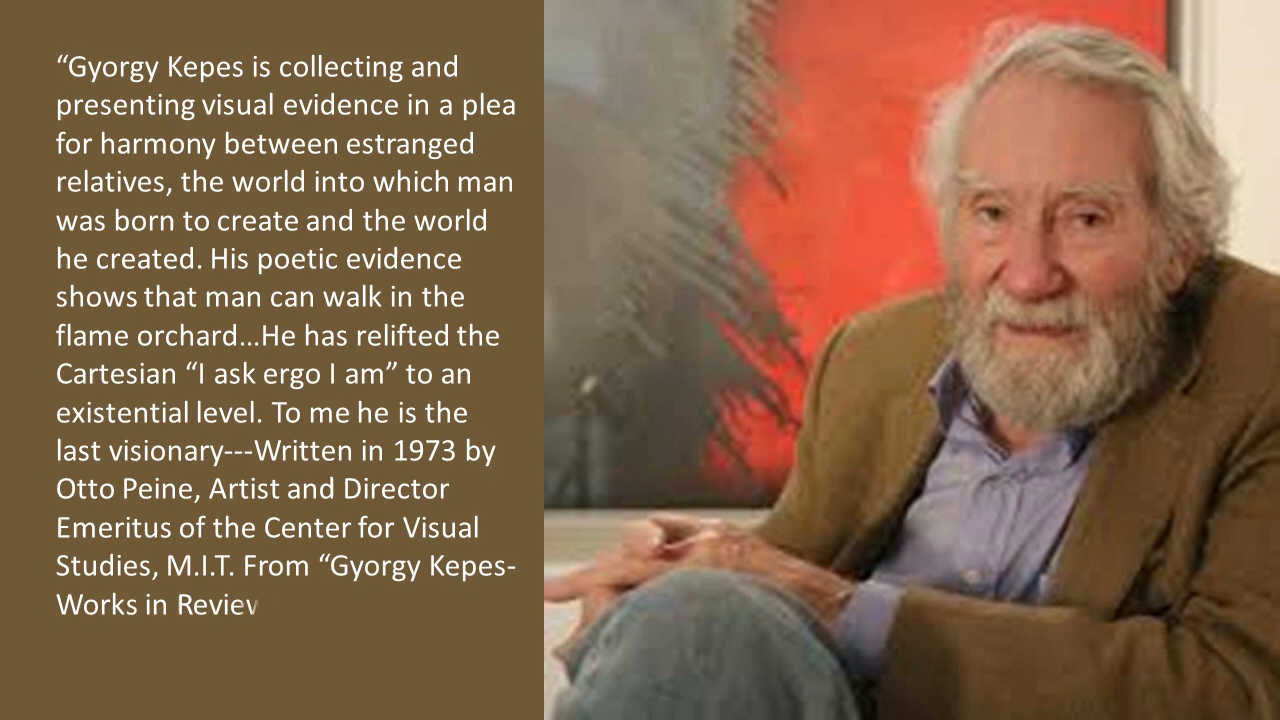 “Gyorgy Kepes is collecting and
presenting visual evidence in a plea
for harmony between estranged
relatives, the world into which man
was born to create and the world
he created. His poetic evidence
shows that man can walk in the
flame orchard…He has relifted the
Cartesian “I ask ergo I am” to an
existential level. To me he is the
last visionary---Written in 1973 by
Otto Peine, Artist and Director
Emeritus of the Center for Visual
Studies, M.I.T. From “Gyorgy Kepes-
Works in Review